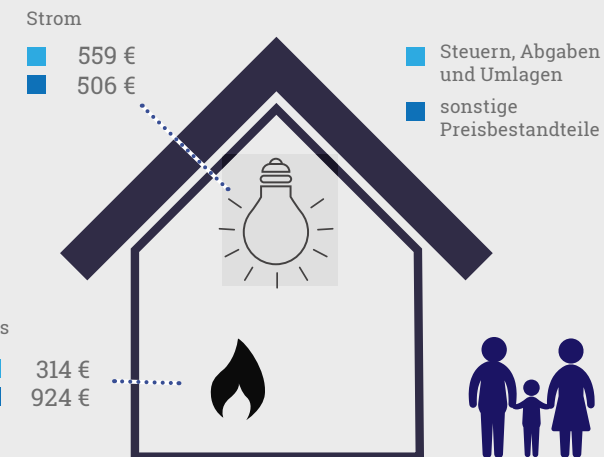 Strom
559 €
506 €
Steuern, Abgaben
und Umlagen
sonstige
Preisbestandteile
s
314 €
924 €